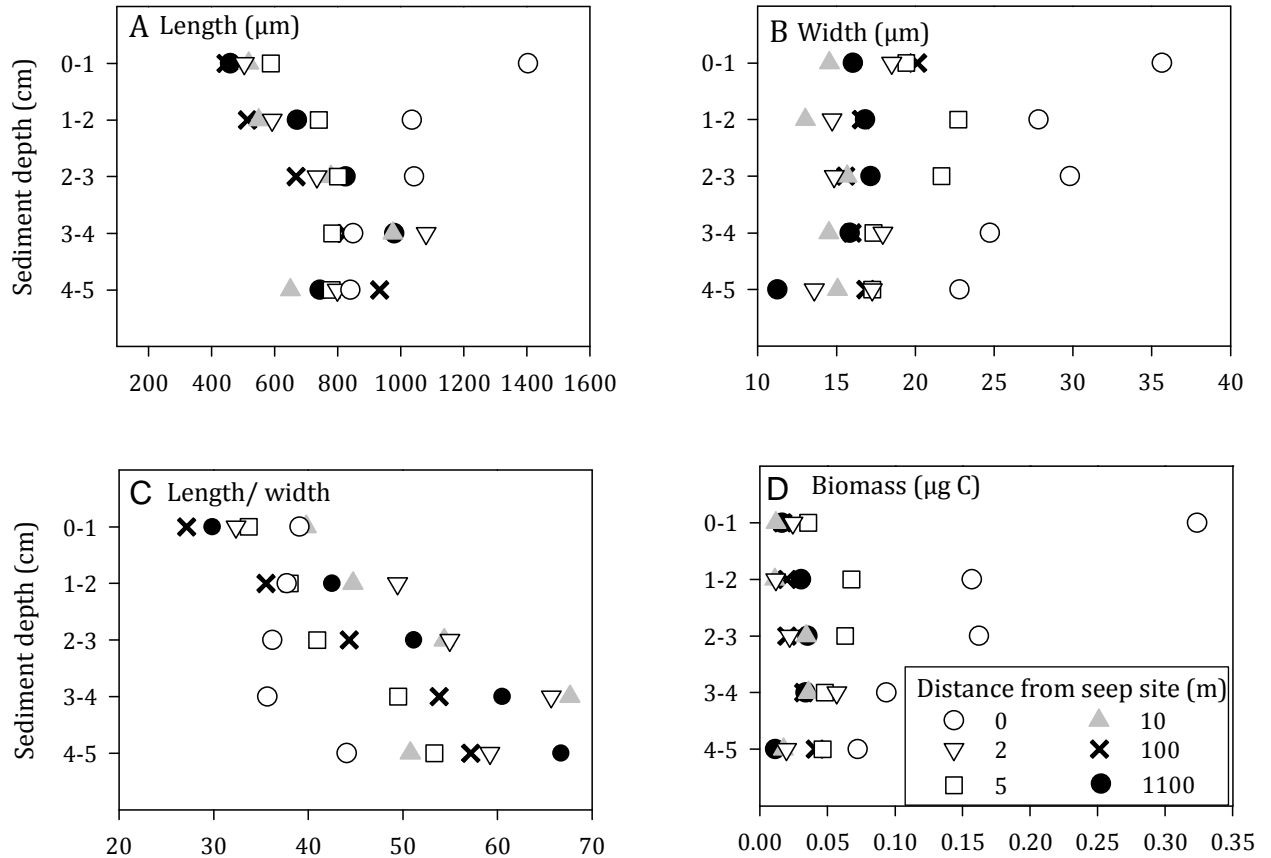 A Length (μm)
Sediment depth (cm)
0-1
1-2
2-3
3-4
4-5
200 400 600 800 1000 1200 1400 1600
B Width (μm)
0-1
1-2
2-3
3-4
4-5
10 15 20 25 30 35 40
C Length/ width
Sediment depth (cm)
0-1
1-2
2-3
3-4
4-5
20 30 40 50 60 70
D Biomass (μg C)
0-1
1-2
2-3
3-4
4-5
0.00 0.05 0.10 0.15 0.20 0.25 0.30 0.35
Distance from seep site (m)
0 10
2 100
5 1100